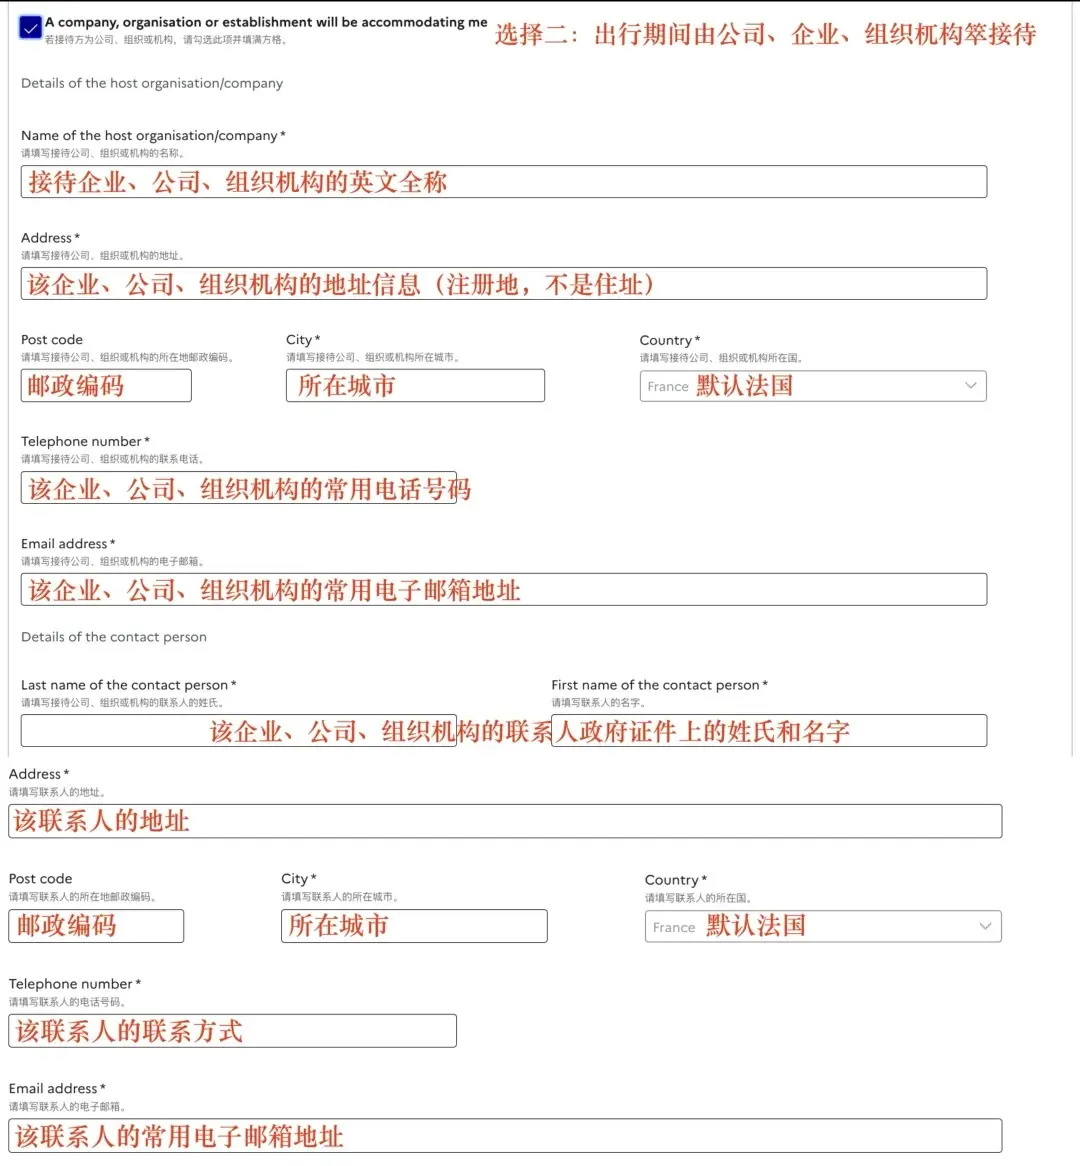 A company, organisation or establishment will be accommodating me
若接待方为公司、组织或机构，请勾选此项并填满方格。
选择二：出行期间由公司、企业、组织机构等接待
Details of the host organisation/company
Name of the host organisation/company*
请填写接待公司、组织或机构的名称。
接待企业、公司、组织机构的英文全称
Address*
请填写接待公司、组织或机构的地址。
该企业、公司、组织机构的地址信息（注册地，不是住址）
Post code
请填写接待公司、组织或机构的所在地邮政编码。
邮政编码
City*
请填写接待公司、组织或机构所在城市。
所在城市
Country*
请填写接待公司、组织或机构所在国。
France 默认法国
Telephone number*
请填写接待公司、组织或机构的联系电话。
该企业、公司、组织机构的常用电话号码
Email address*
请填写接待公司、组织或机构的电子邮箱。
该企业、公司、组织机构的常用电子邮箱地址
Details of the contact person
Last name of the contact person*
请填写接待公司、组织或机构的联系人的姓氏。
First name of the contact person*
请填写联系人的名字。
该企业、公司、组织机构的联系人政府证件上的姓氏和名字
Address*
请填写联系人的地址。
该联系人的地址
Post code
请填写联系人的所在地邮政编码。
邮政编码
City*
请填写联系人的所在城市。
所在城市
Country*
请填写联系人的所在国。
France 默认法国
Telephone number*
请填写联系人的电话号码。
该联系人的联系方式
Email address*
请填写联系人的电子邮箱。
该联系人的常用电子邮箱地址